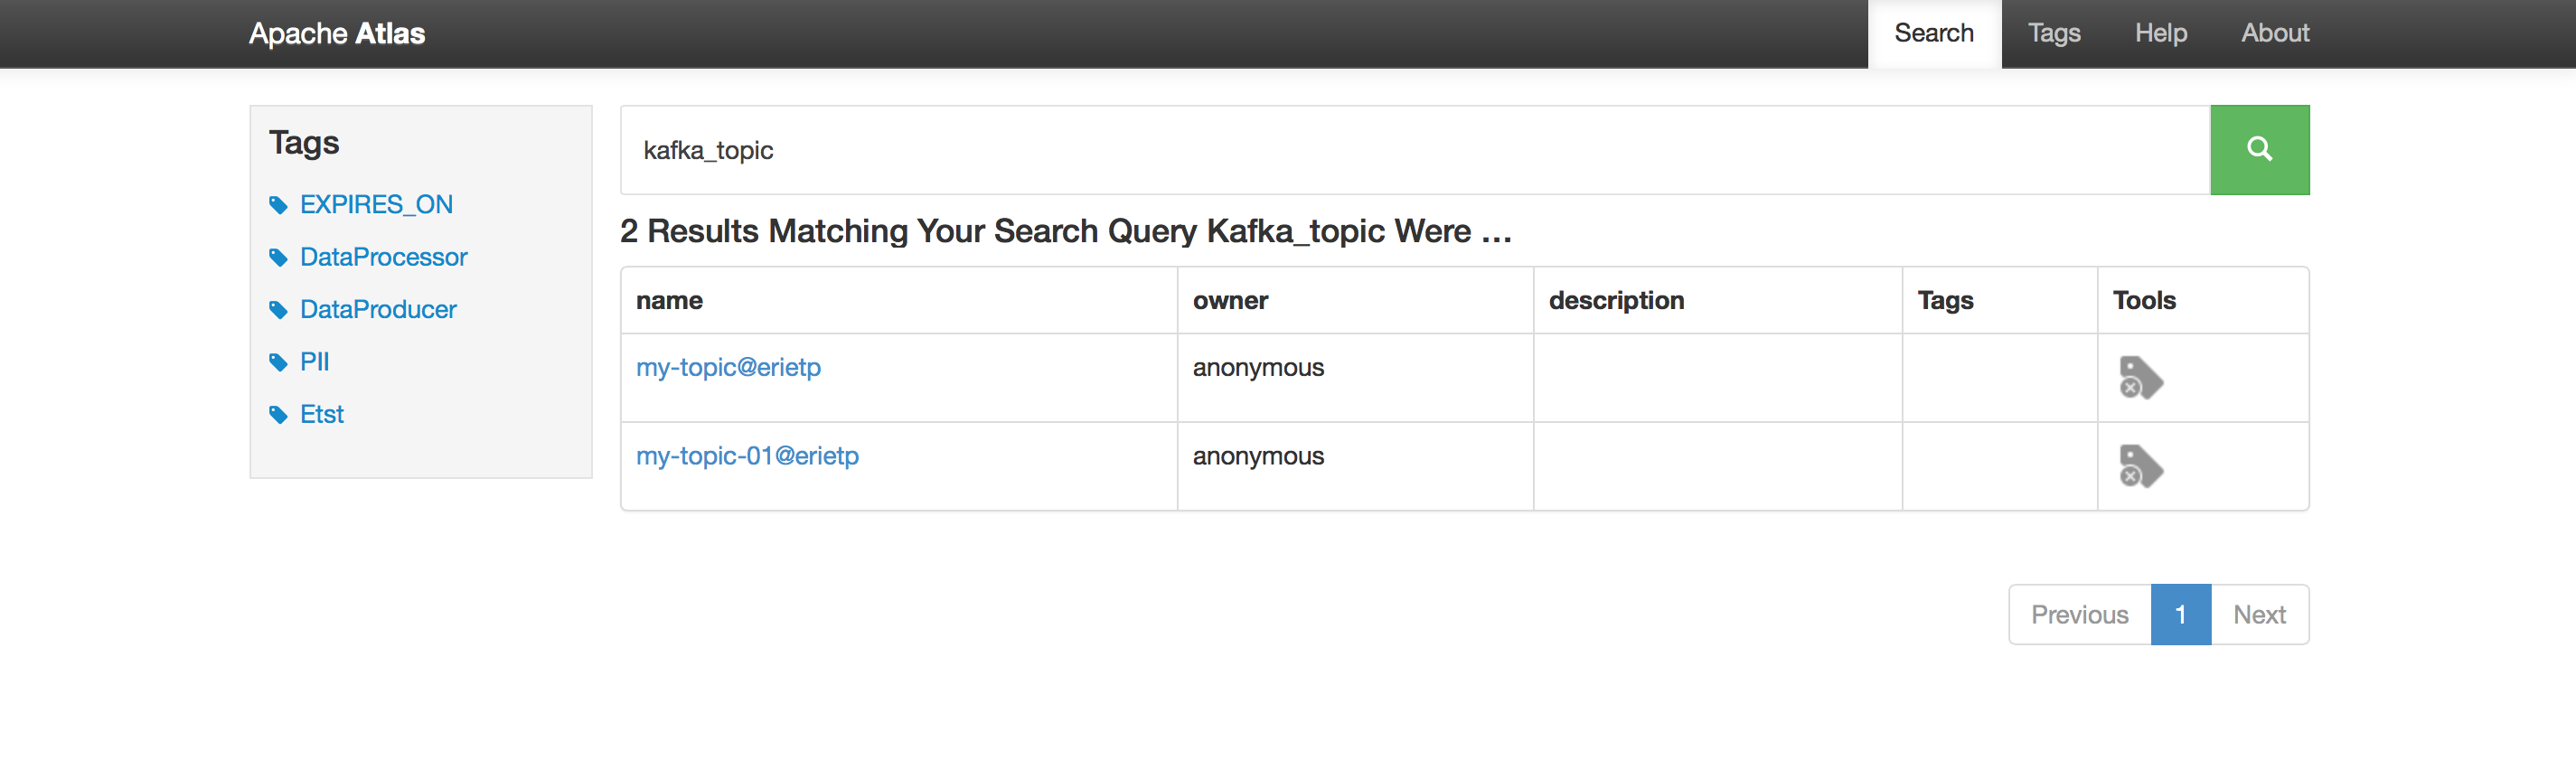 Apache Atlas
Search Tags Help About
Tags
EXPIRES_ON
DataProcessor
DataProducer
PII
Etst
kafka_topic
2 Results Matching Your Search Query Kafka_topic Were ...
name owner description Tags Tools
my-topic@erietp anonymous
my-topic-01@erietp anonymous
Previous 1 Next